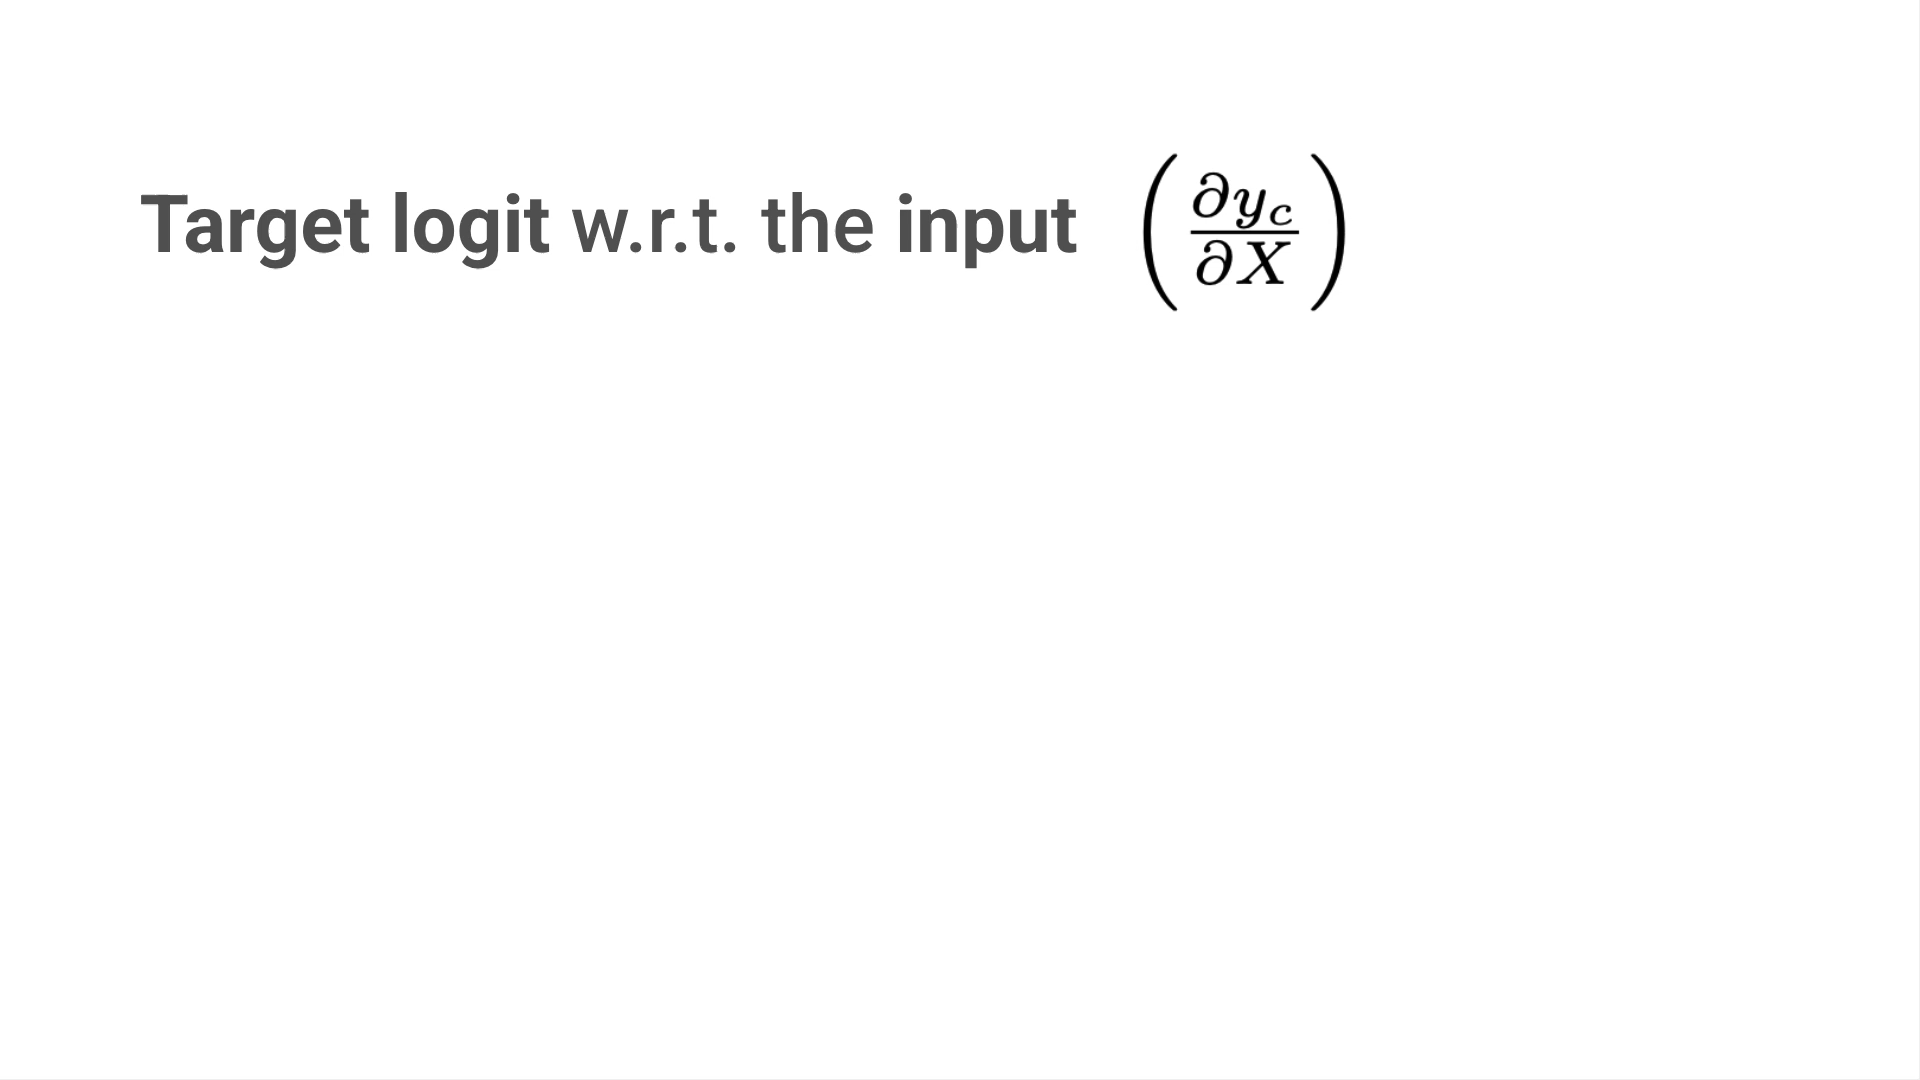 Target logit w.r.t. the input (∂y_c/∂X)